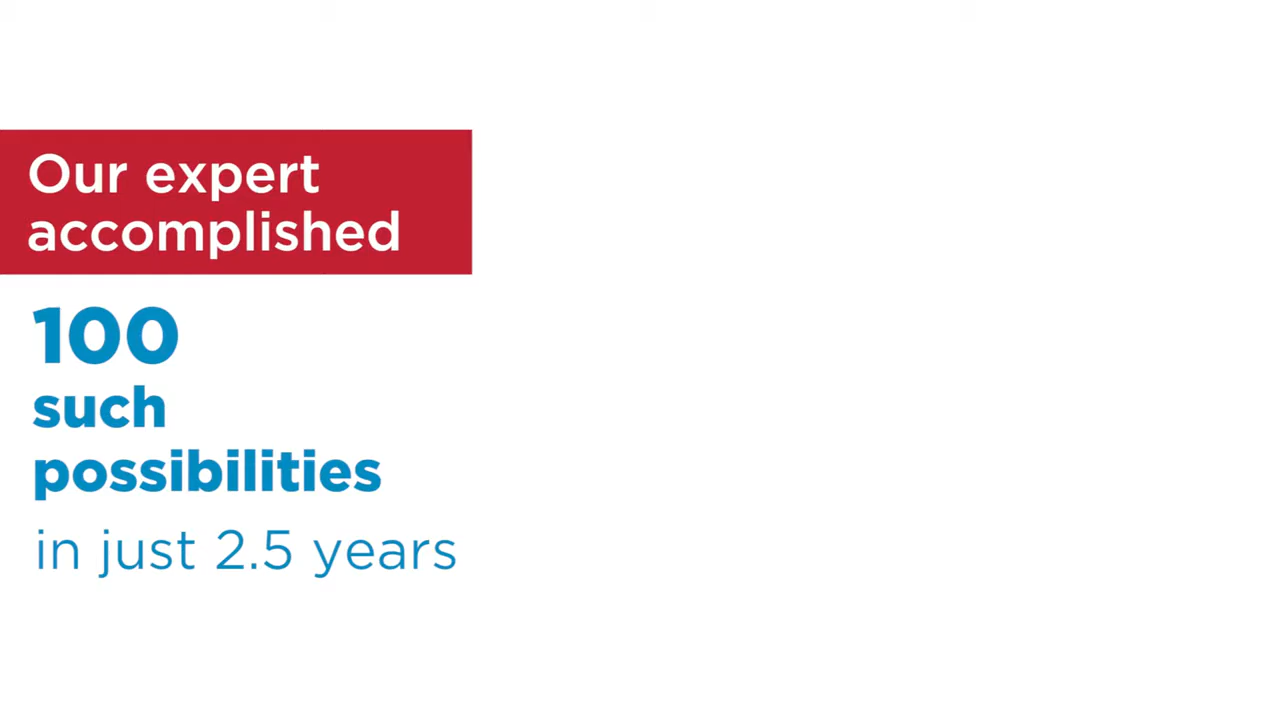 Our expert
accomplished
100
such
possibilities
in just 2.5 years